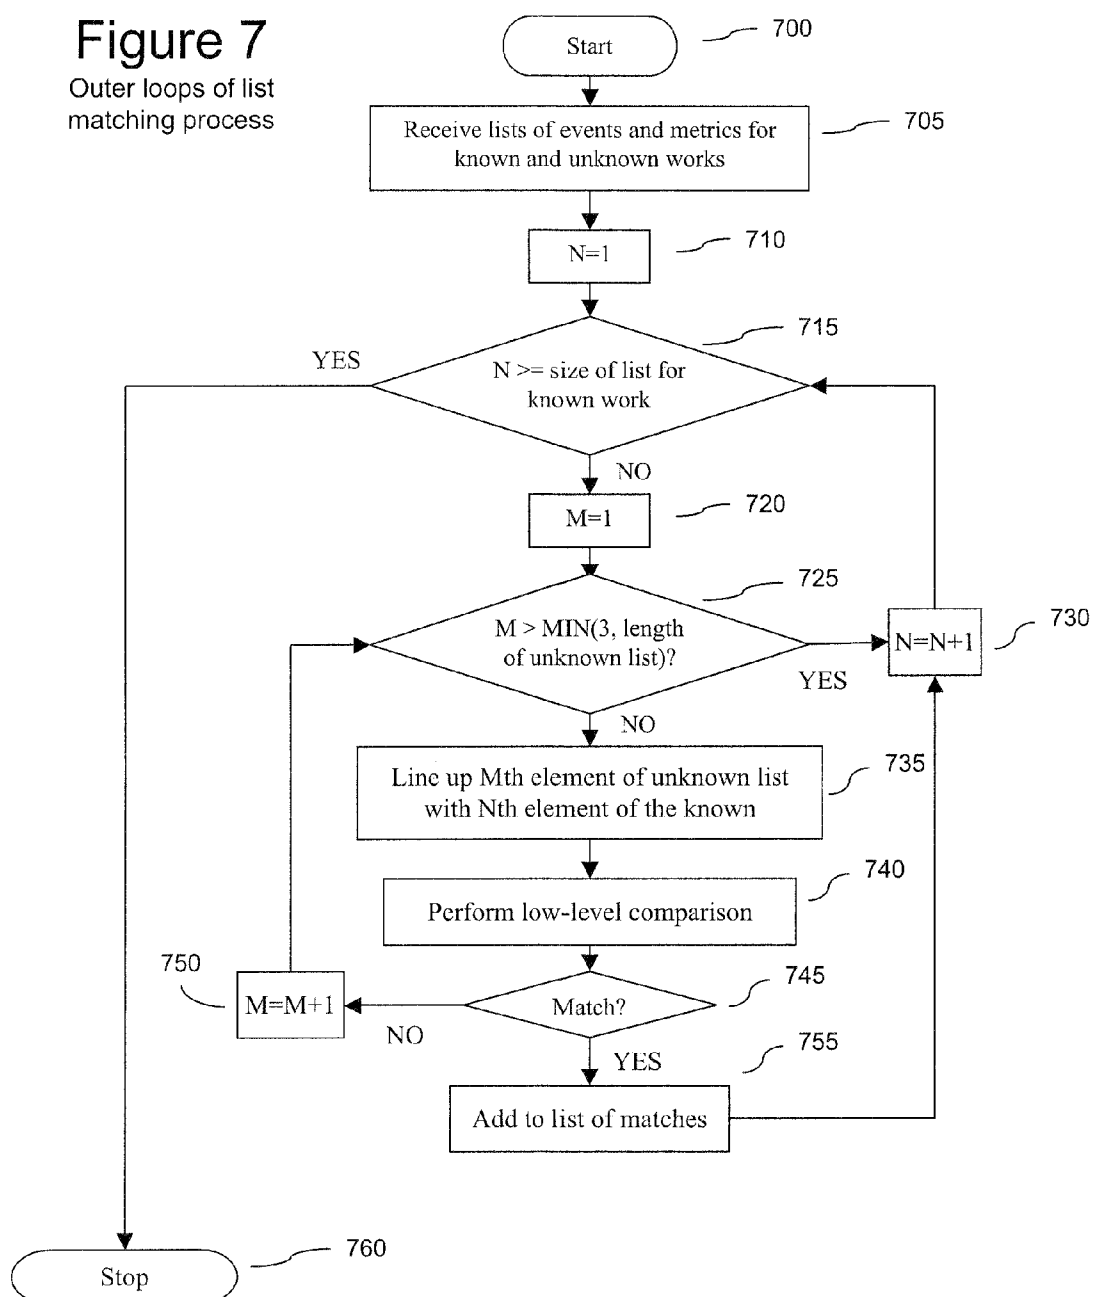 Figure 7
Outer loops of list
matching process
Start
700
Receive lists of events and metrics for
known and unknown works
705
N=1
710
715
YES
N >= size of list for
known work
NO
M=1
720
725
M > MIN(3, length
of unknown list)?
YES
N=N+1
730
NO
Line up Mth element of unknown list
with Nth element of the known
735
Perform low-level comparison
740
750
M=M+1
NO
Match?
745
YES
755
Add to list of matches
760
Stop